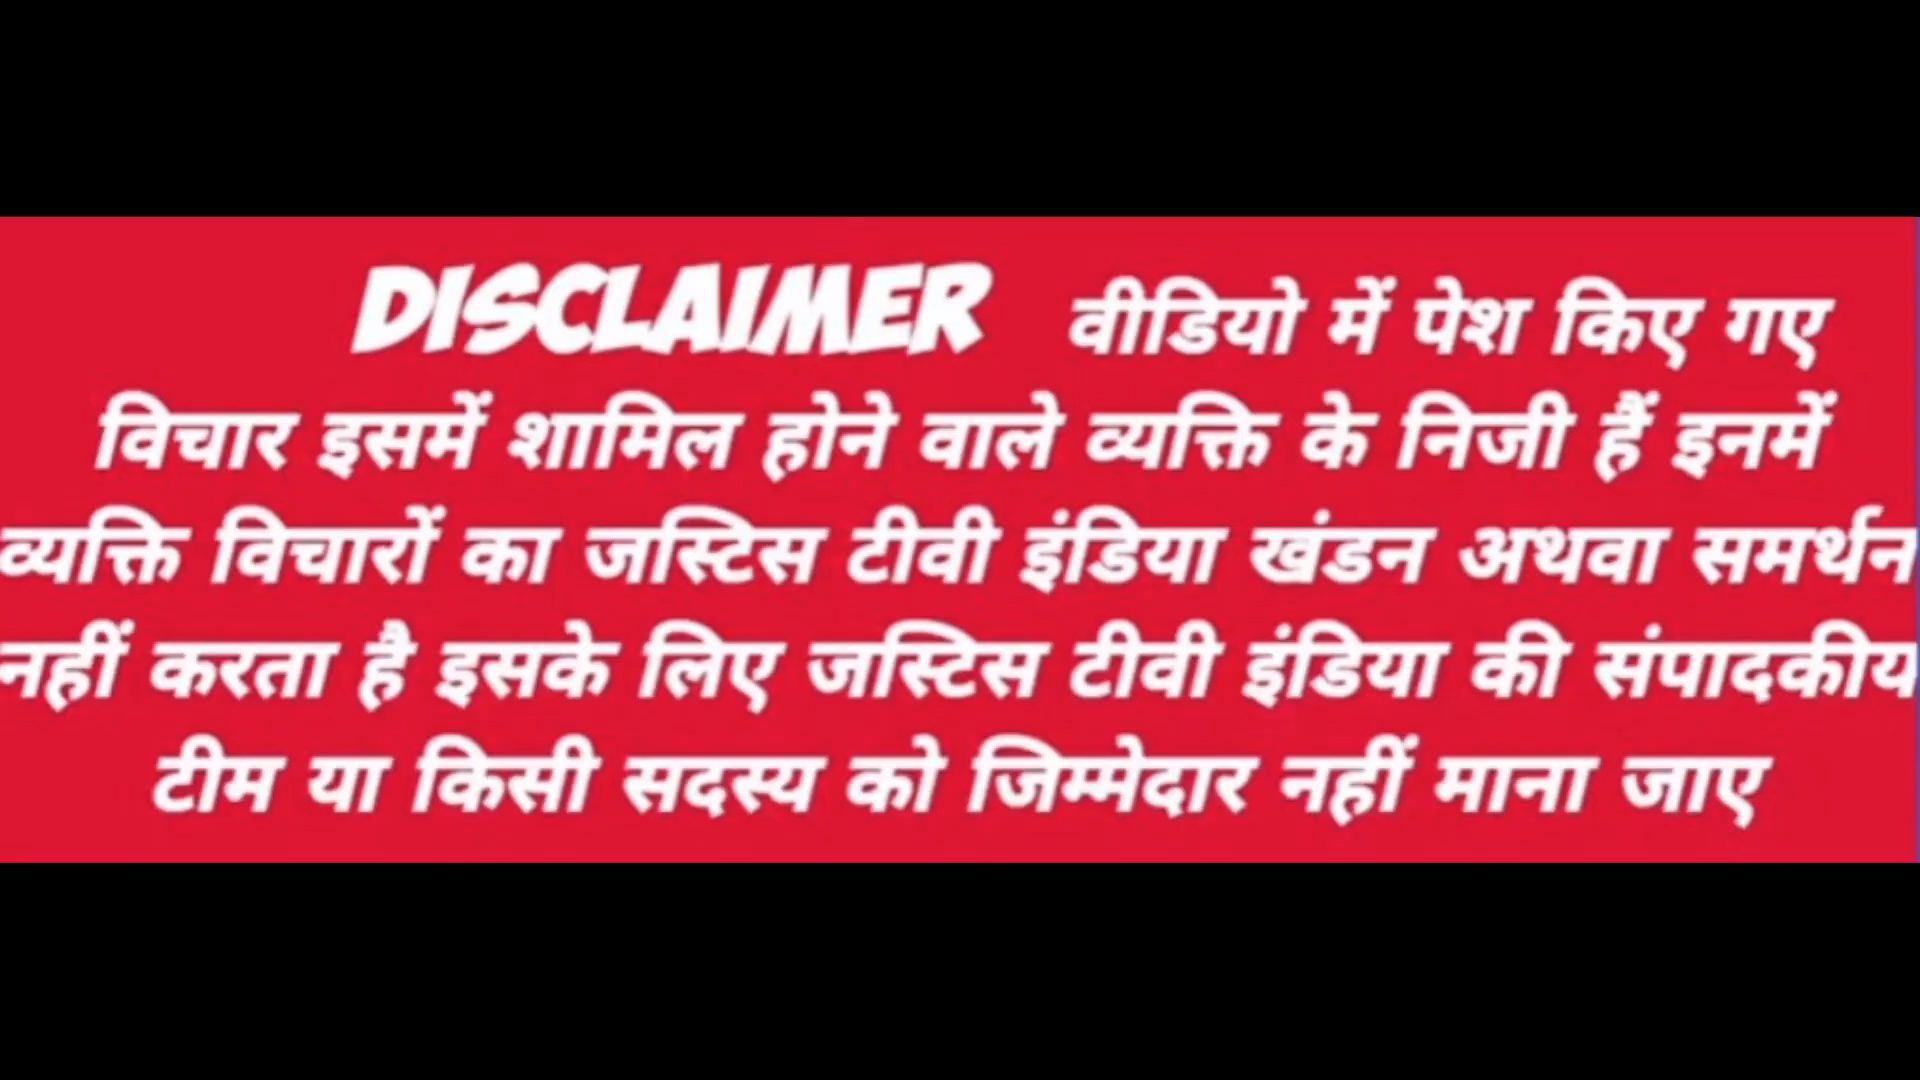 DISCLAIMER वीडियो में पेश किए गए
विचार इसमें शामिल होने वाले व्यक्ति के निजी हैं इनमें
व्यक्ति विचारों का जस्टिस टीवी इंडिया खंडन अथवा समर्थन
नहीं करता है इसके लिए जस्टिस टीवी इंडिया की संपादकीय
टीम या किसी सदस्य को जिम्मेदार नहीं माना जाए